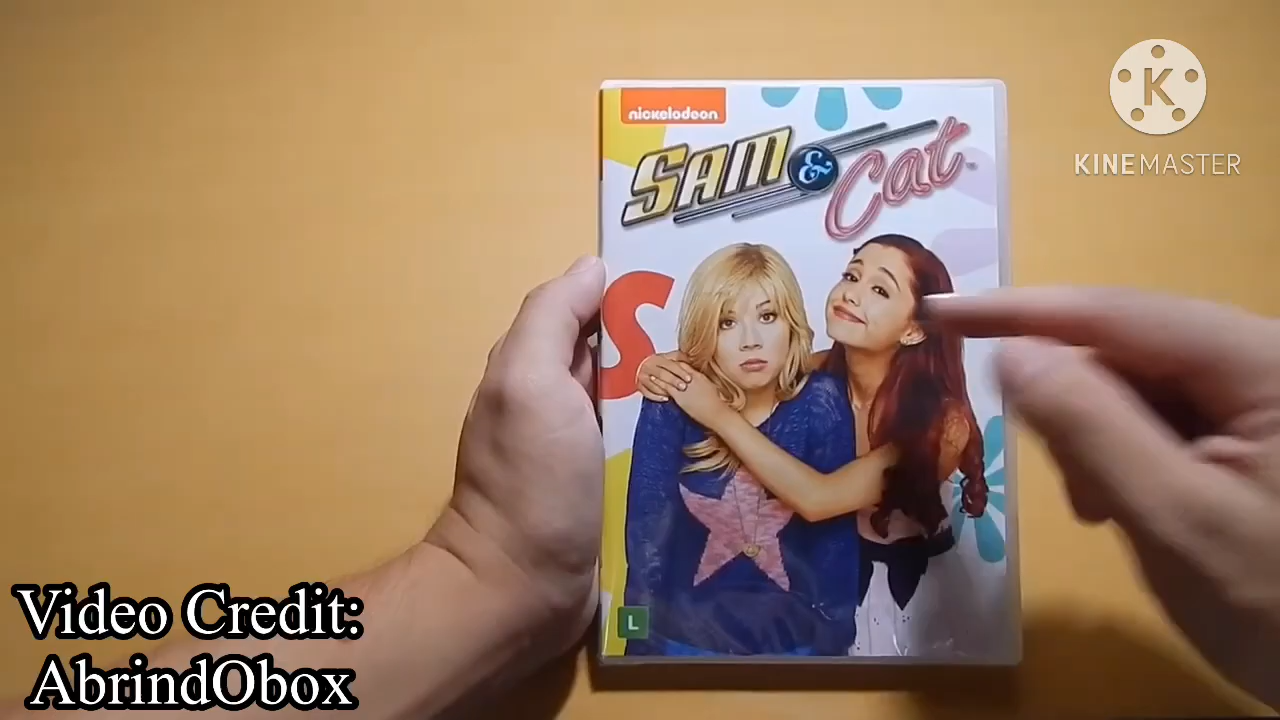 nickelodeon
SAM & Cat
L
K
KINEMASTER
Video Credit:
AbrindObox